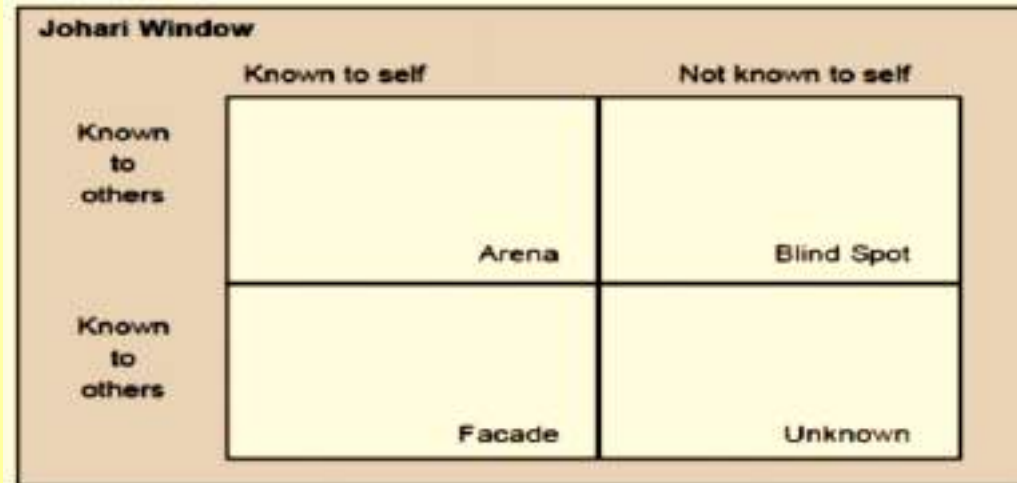 Johari Window
Known to self Not known to self
Known
to
others
Arena Blind Spot
Known
to
others
Facade Unknown